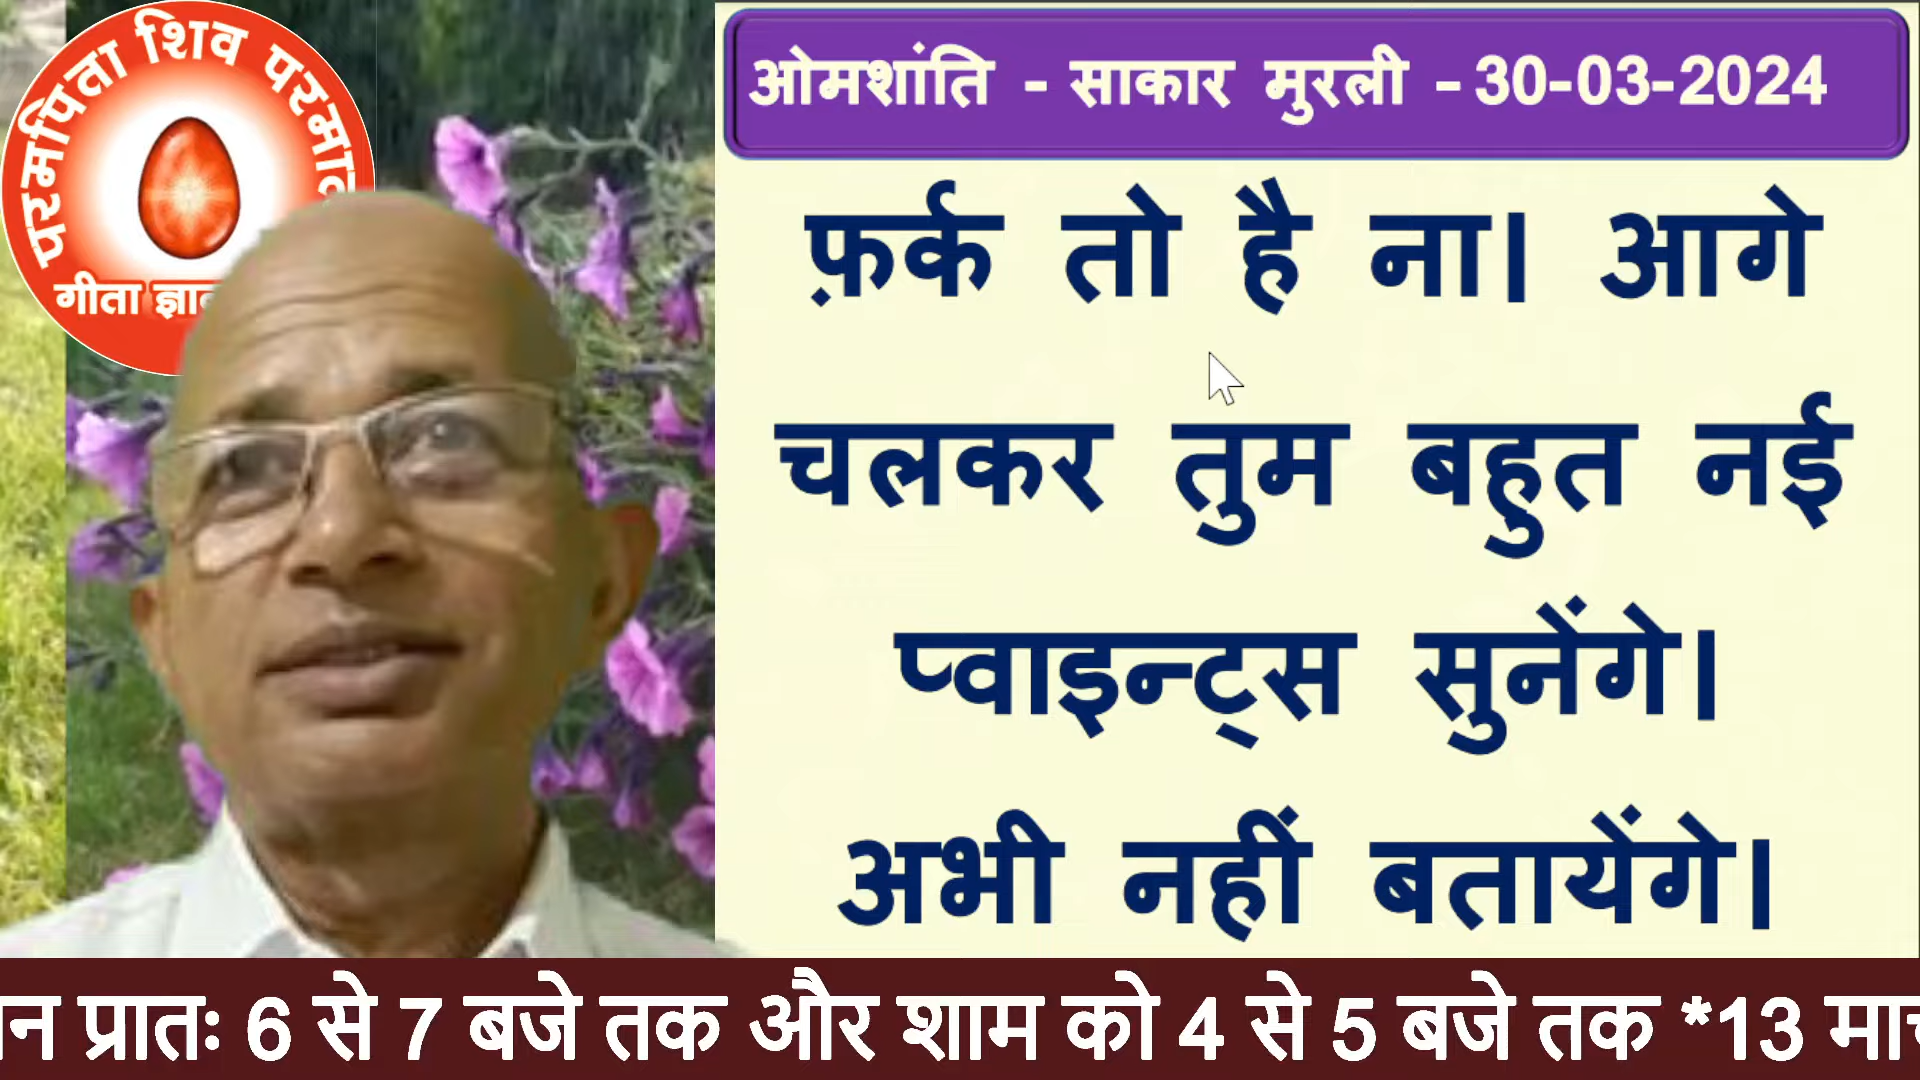 परमपिता शिव
गीता
ओमशांति - साकार मुरली - 30-03-2024
फ़र्क तो है ना। आगे
चलकर तुम बहुत नई
प्वाइन्ट्स सुनेंगे।
अभी नहीं बतायेंगे।
प्रातः 6 से 7 बजे तक और शाम को 4 से 5 बजे तक *13